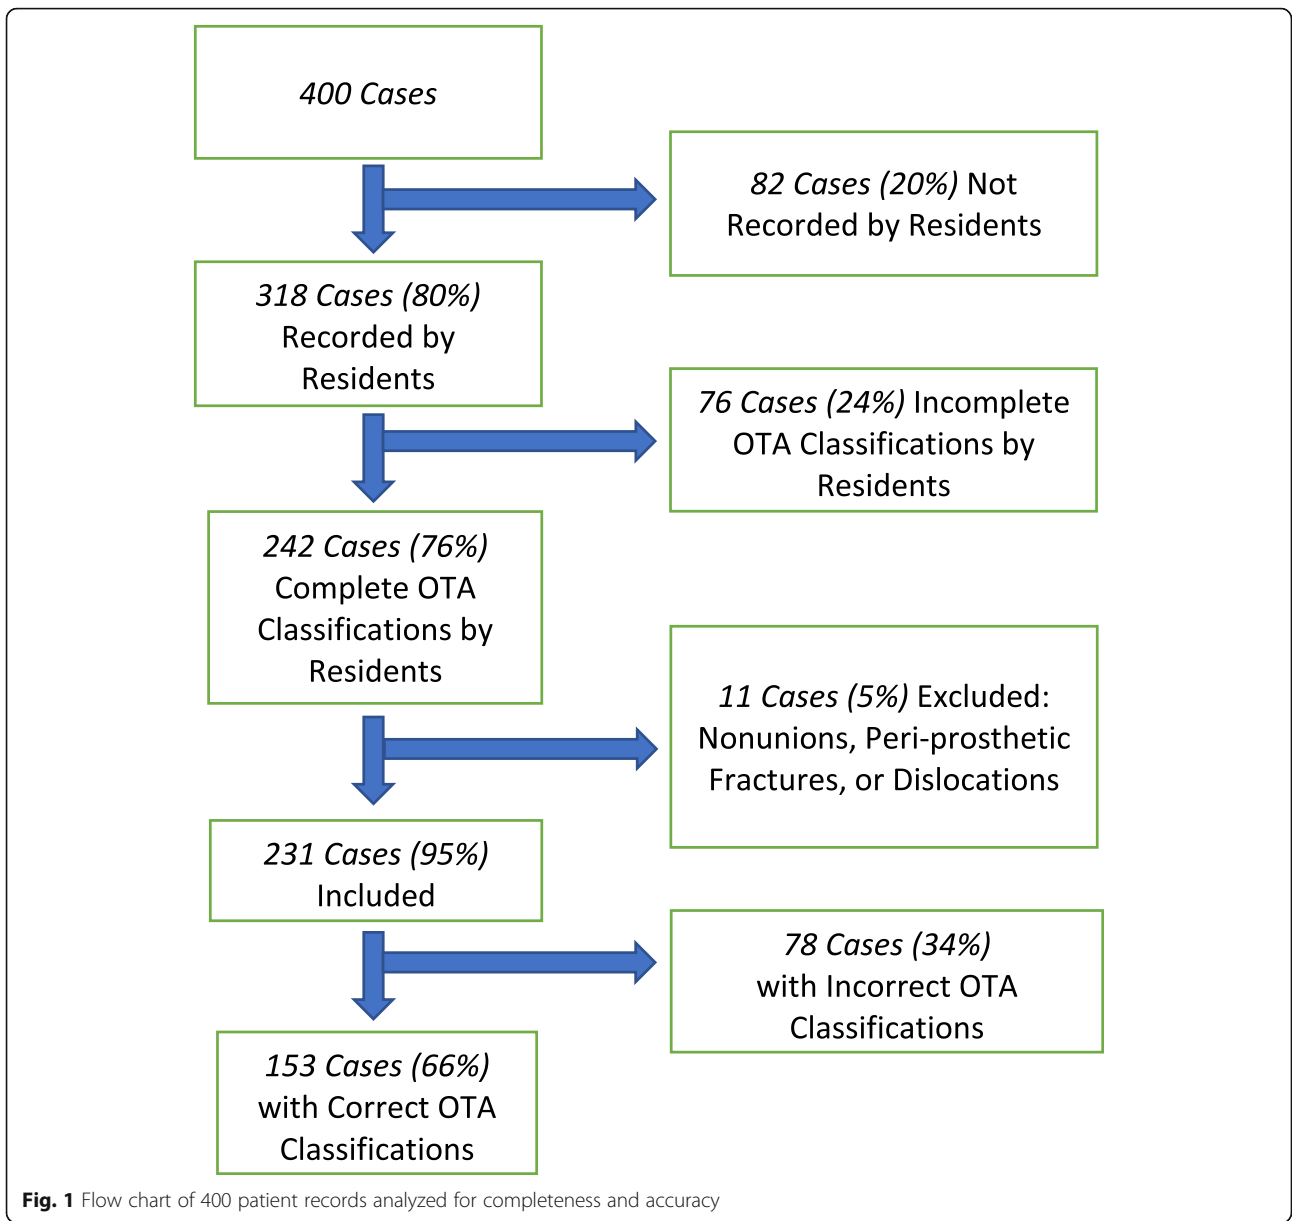 400 Cases
82 Cases (20%) Not
Recorded by Residents
318 Cases (80%)
Recorded by
Residents
76 Cases (24%) Incomplete
OTA Classifications by
Residents
242 Cases (76%)
Complete OTA
Classifications by
Residents
11 Cases (5%) Excluded:
Nonunions, Peri-prosthetic
Fractures, or Dislocations
231 Cases (95%)
Included
78 Cases (34%)
with Incorrect OTA
Classifications
153 Cases (66%)
with Correct OTA
Classifications
Fig. 1 Flow chart of 400 patient records analyzed for completeness and accuracy